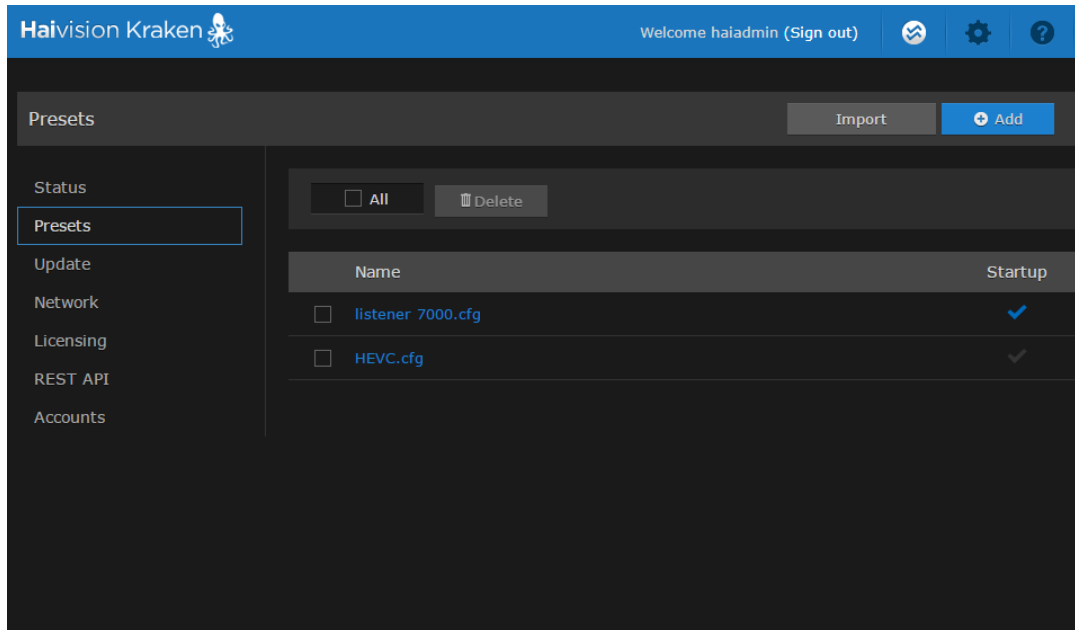 Haivision Kraken
Welcome haiadmin (Sign out)
?
Presets
Import
Add
Status
Presets
Update
Network
Licensing
REST API
Accounts
All
Delete
Name Startup
listener 7000.cfg
HEVC.cfg